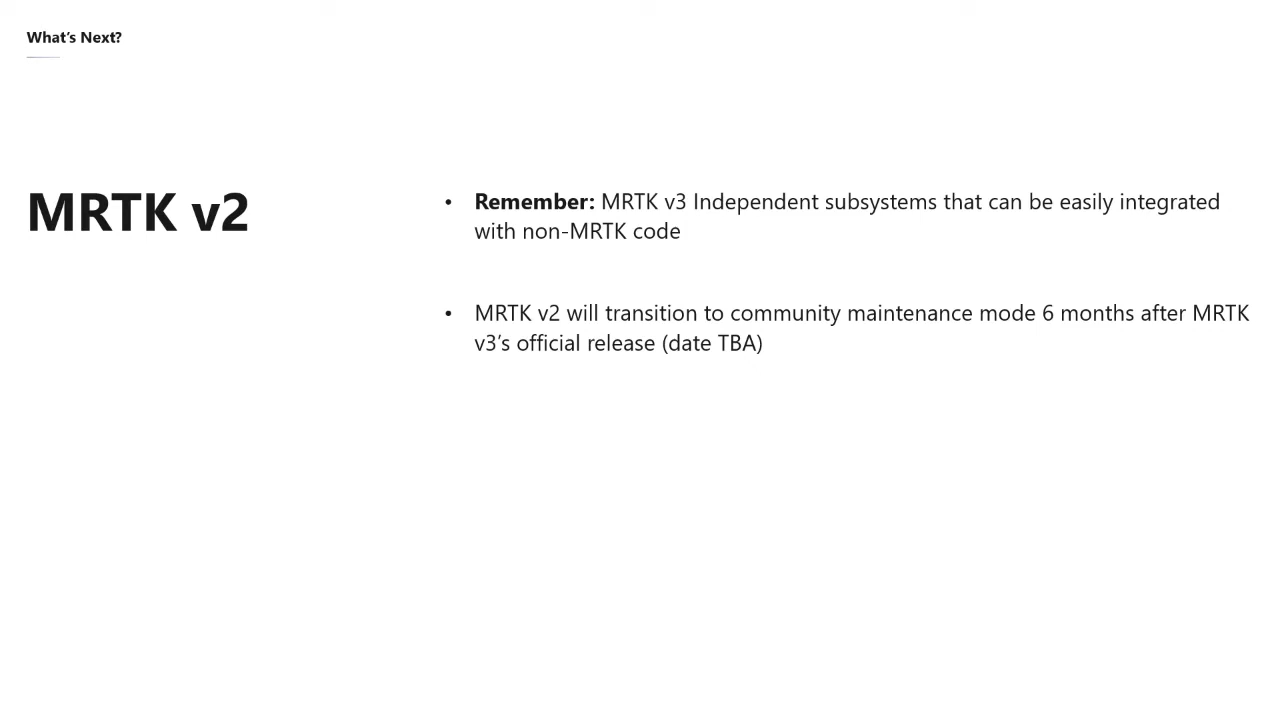 What's Next?
MRTK v2
• Remember: MRTK v3 Independent subsystems that can be easily integrated
with non-MRTK code
• MRTK v2 will transition to community maintenance mode 6 months after MRTK
v3’s official release (date TBA)